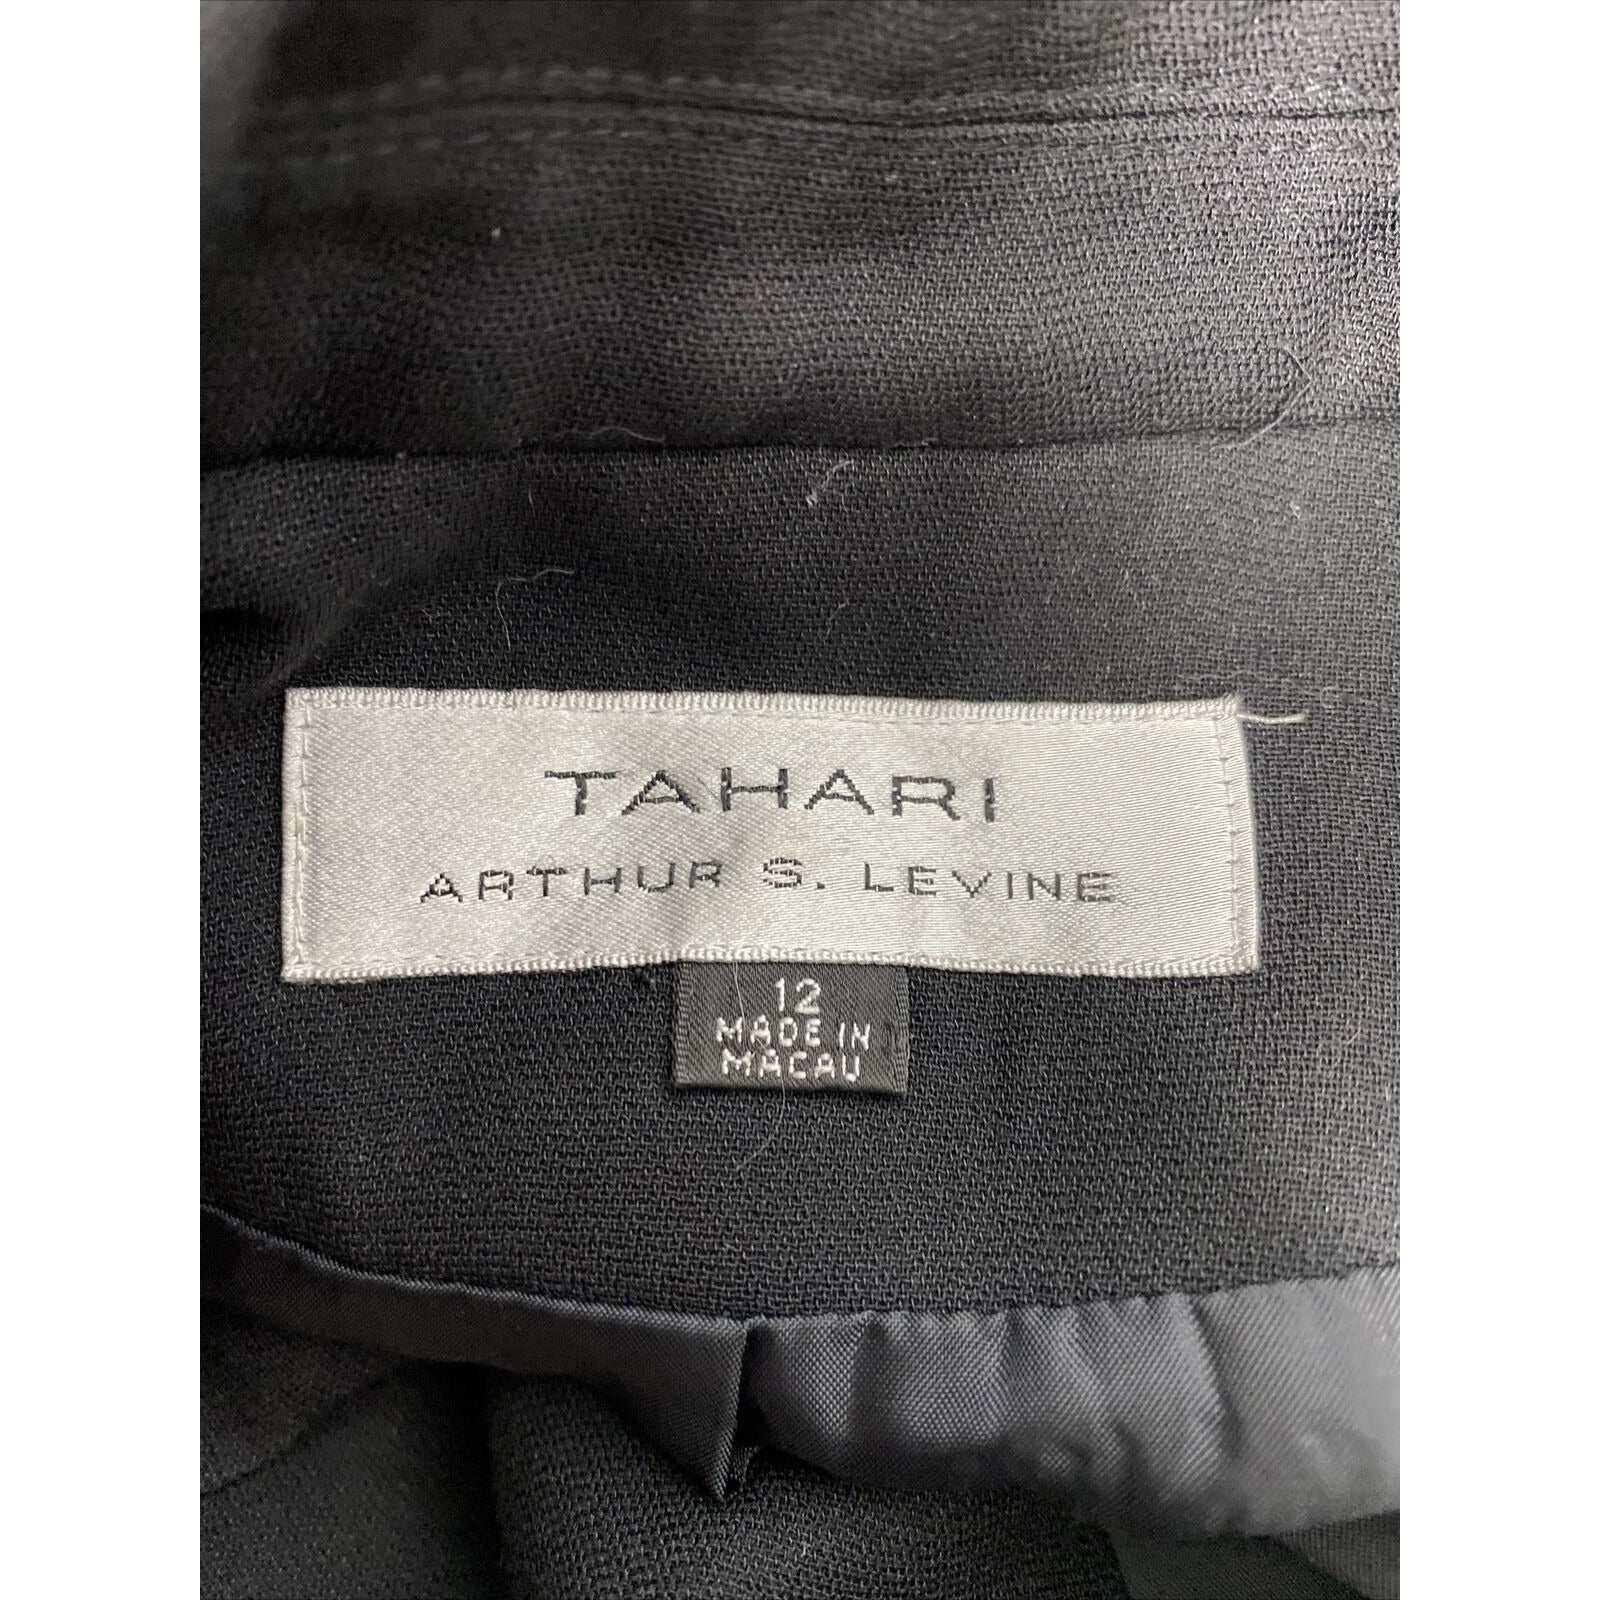 TAHARI
ARTHUR S. LEVINE
12
MADE IN
MACAU